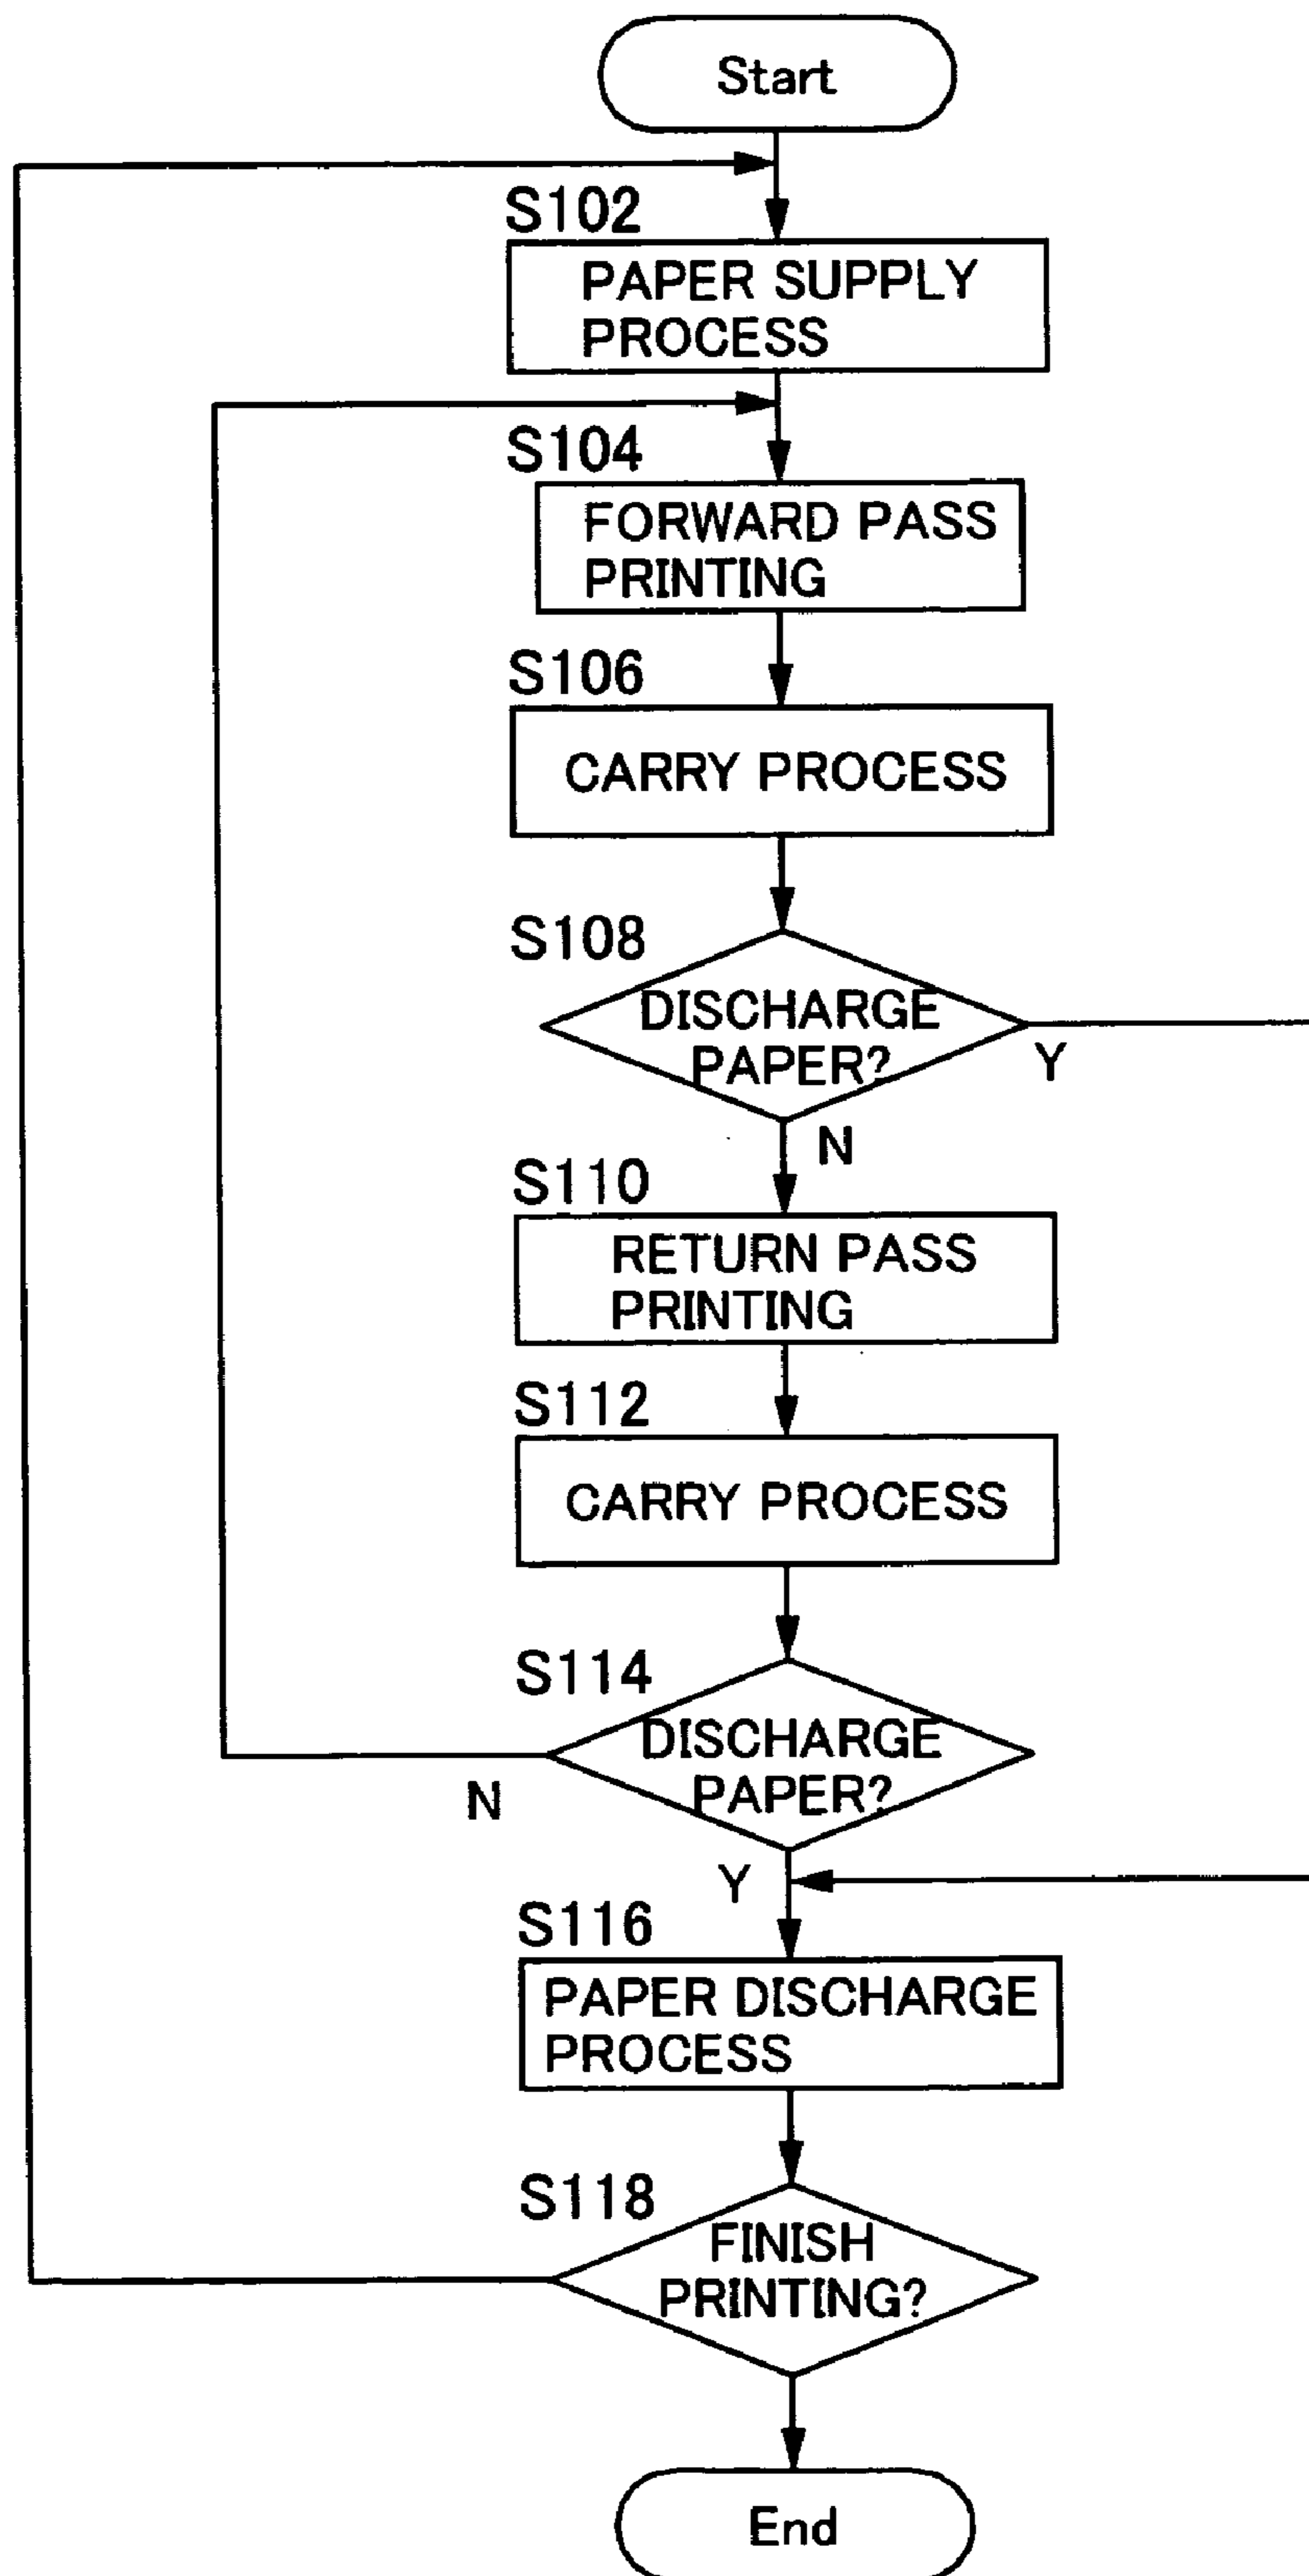 Start
S102
PAPER SUPPLY
PROCESS
S104
FORWARD PASS
PRINTING
S106
CARRY PROCESS
S108
DISCHARGE
PAPER?
Y
N
S110
RETURN PASS
PRINTING
S112
CARRY PROCESS
S114
DISCHARGE
PAPER?
N
Y
S116
PAPER DISCHARGE
PROCESS
S118
FINISH
PRINTING?
End